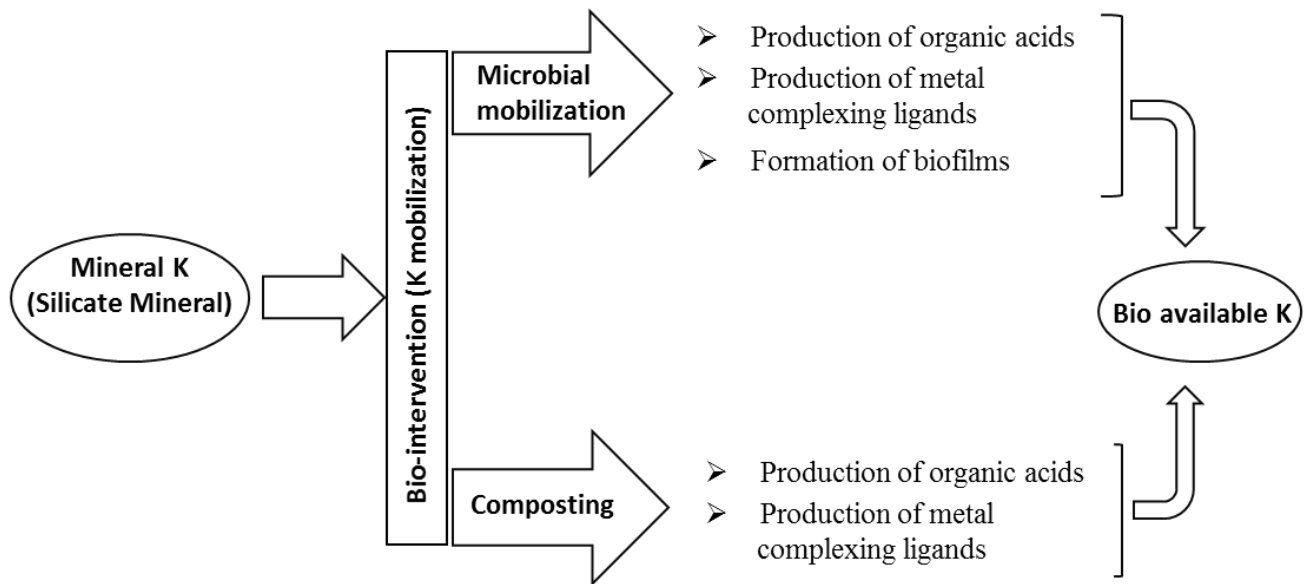 Mineral K
(Silicate Mineral)
Bio-intervention (K mobilization)
Microbial
mobilization
Production of organic acids
Production of metal
complexing ligands
Formation of biofilms
Composting
Production of organic acids
Production of metal
complexing ligands
Bio available K